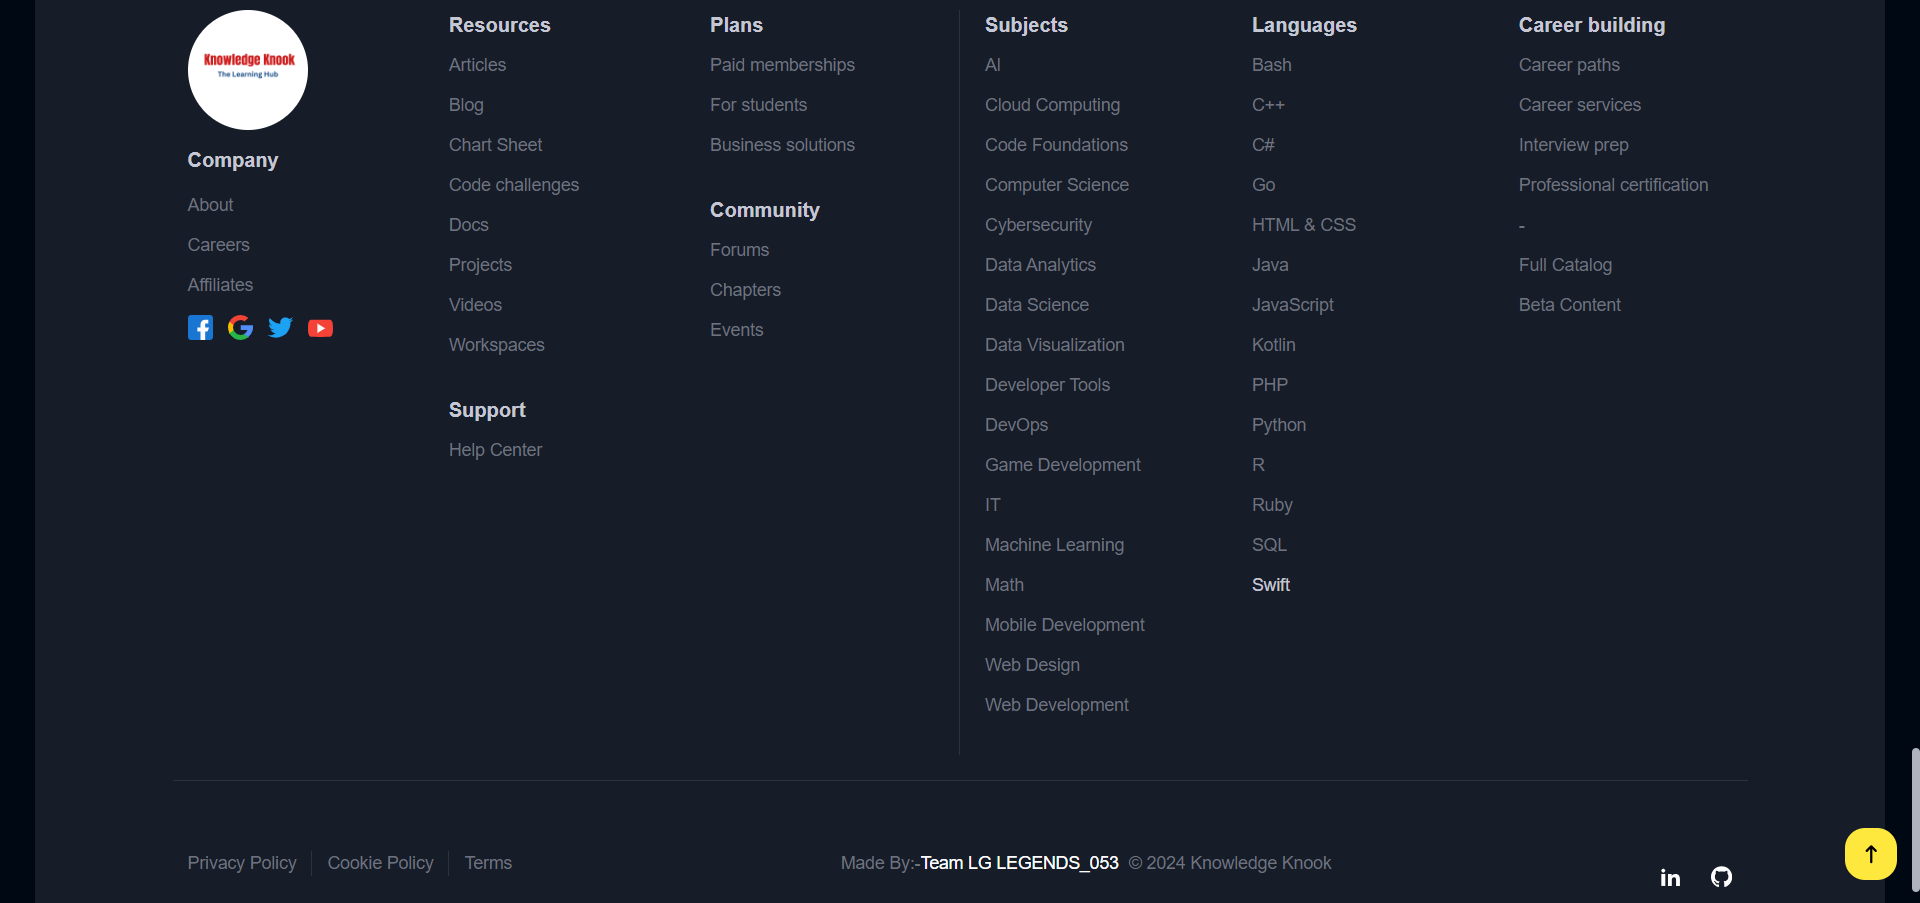 Knowledge Knook
The Learning Hub
Company
About
Careers
Affiliates
Resources
Articles
Blog
Chart Sheet
Code challenges
Docs
Projects
Videos
Workspaces
Support
Help Center
Plans
Paid memberships
For students
Business solutions
Community
Forums
Chapters
Events
Subjects
AI
Cloud Computing
Code Foundations
Computer Science
Cybersecurity
Data Analytics
Data Science
Data Visualization
Developer Tools
DevOps
Game Development
IT
Machine Learning
Math
Mobile Development
Web Design
Web Development
Languages
Bash
C++
C#
Go
HTML & CSS
Java
JavaScript
Kotlin
PHP
Python
R
Ruby
SQL
Swift
Career building
Career paths
Career services
Interview prep
Professional certification
-
Full Catalog
Beta Content
Privacy Policy
Cookie Policy
Terms
Made By:-Team LG LEGENDS_053 © 2024 Knowledge Knook